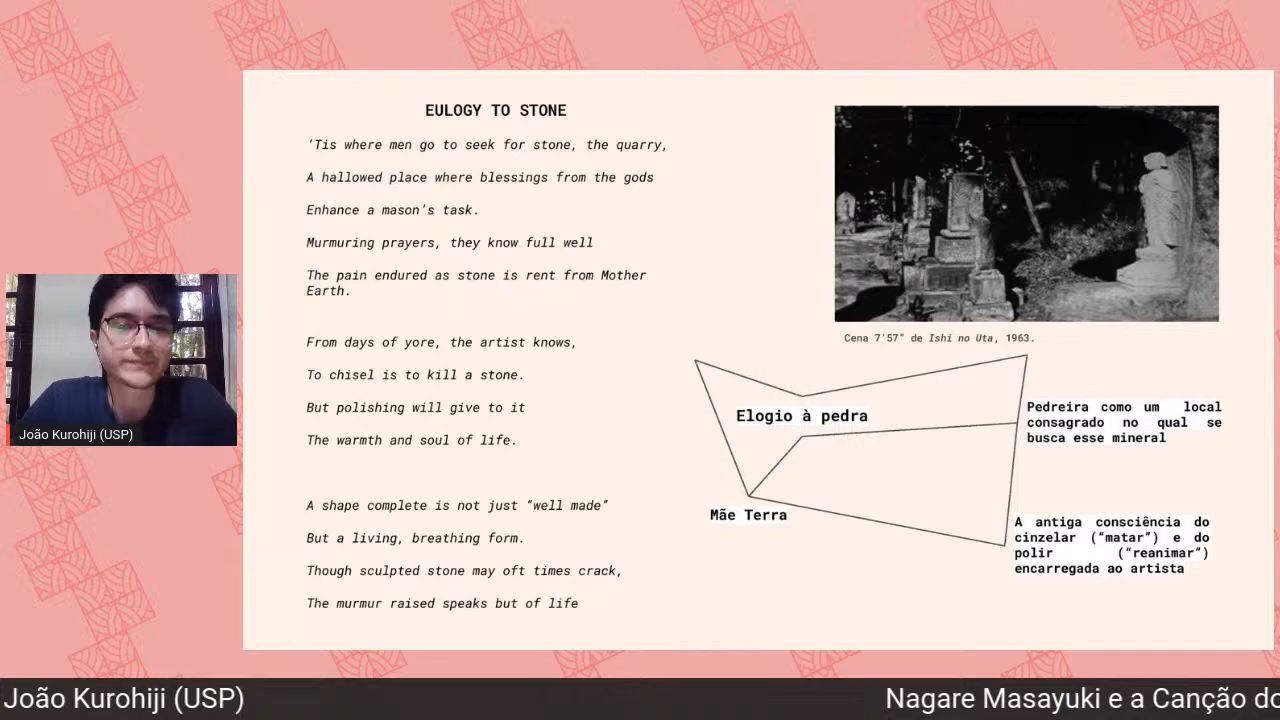 EULOGY TO STONE
‘Tis where men go to seek for stone, the quarry,
A hallowed place where blessings from the gods
Enhance a mason’s task.
Murmuring prayers, they know full well
The pain endured as stone is rent from Mother
Earth.
From days of yore, the artist knows,
To chisel is to kill a stone.
But polishing will give to it
The warmth and soul of life.
A shape complete is not just “well made”
But a living, breathing form.
Though sculpted stone may oft times crack,
The murmur raised speaks but of life
Cena 7'57" de Ishi no Uta, 1963.
Elogio à pedra
Pedreira como um local
consagrado no qual se
busca esse mineral
Mãe Terra
A antiga consciência do
cinzelar (“matar”) e do
polir (“reanimar”)
encarregada ao artista
João Kurohiji (USP)
João Kurohiji (USP)
Nagare Masayuki e a Canção do